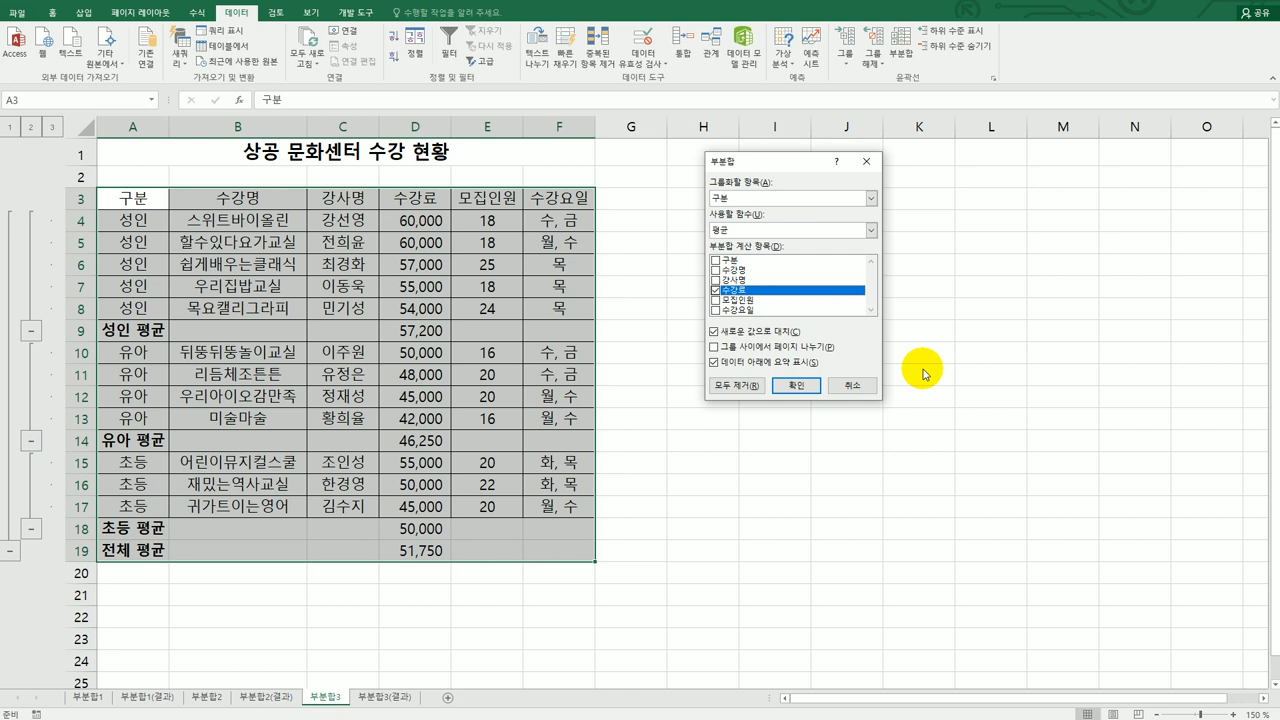 파일 홈 삽입 페이지 레이아웃 수식 데이터 검토 보기 개발 도구 수행할 작업을 알려 주세요. 공유
Access 웹 텍스트 기타 원본에서 기존 연결 새 쿼리 쿼리 표시 테이블에서 최근에 사용한 원본 모두 새로 고침 연결 속성 연결 편집 정렬 필터 지우기 다시 적용 고급 텍스트 나누기 빠른 채우기 중복된 항목 제거 데이터 유효성 검사 통합 관계 데이터 모델 관리 가상 분석 예측 시트 그룹 그룹 해제 부분합 하위 수준 표시 하위 수준 숨기기
외부 데이터 가져오기 가져오기 및 변환 연결 정렬 및 필터 데이터 도구 예측 윤곽선
A3 fx 구분
1 2 3 A B C D E F G H I J K L M N O
1 상공 문화센터 수강 현황
2
3 구분 수강명 강사명 수강료 모집인원 수강요일
4 성인 스위트바이올린 강선영 60,000 18 수, 금
5 성인 할수있다요가교실 전희윤 60,000 18 월, 수
6 성인 쉽게배우는클래식 최경화 57,000 25 목
7 성인 우리집밥교실 이동욱 55,000 18 목
8 성인 목요캘리그라피 민기성 54,000 24 목
9 성인 평균 57,200
10 유아 뒤뚱뒤뚱놀이교실 이주원 50,000 16 수, 금
11 유아 리듬체조튼튼 유정은 48,000 20 수, 금
12 유아 우리아이오감만족 정재성 45,000 20 월, 수
13 유아 미술마술 황희율 42,000 16 월, 수
14 유아 평균 46,250
15 초등 어린이뮤지컬스쿨 조인성 55,000 20 화, 목
16 초등 재밌는역사교실 한경영 50,000 22 화, 목
17 초등 귀가트이는영어 김수지 45,000 20 월, 수
18 초등 평균 50,000
19 전체 평균 51,750
20
21
22
23
24
25
부분합 ?
그룹화할 항목(A):
구분
사용할 함수(U):
평균
부분합 계산 항목(D):
구분
수강명
강사명
수강료
모집인원
수강요일
새로운 값으로 대치(C)
그룹 사이에서 페이지 나누기(P)
데이터 아래에 요약 표시(S)
모두 제거(R) 확인 취소
부분합1 부분합1(결과) 부분합2 부분합2(결과) 부분합3 부분합3(결과)
준비 150 %